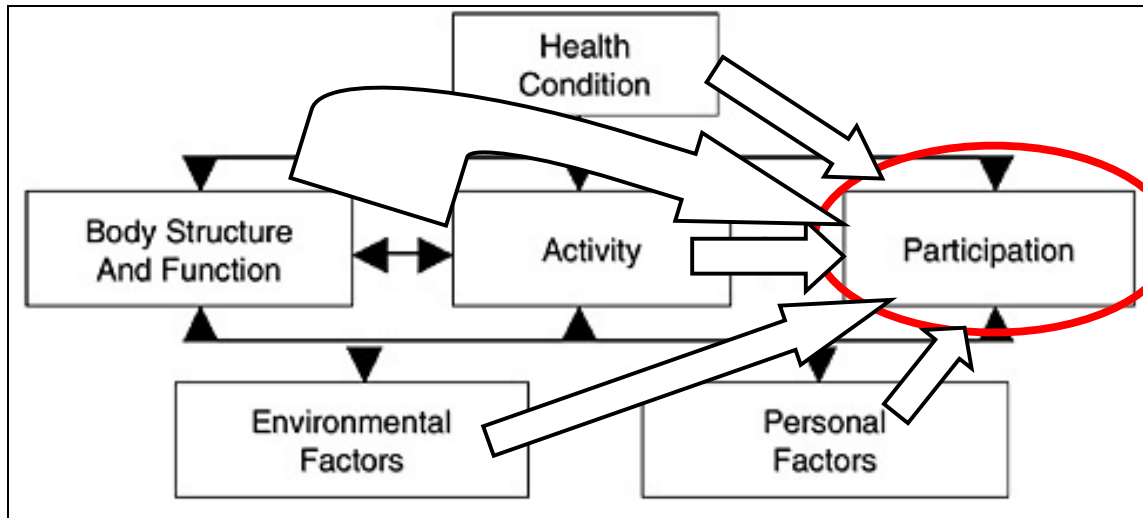 Health
Condition
Body Structure
And Function
Activity
Participation
Environmental
Factors
Personal
Factors